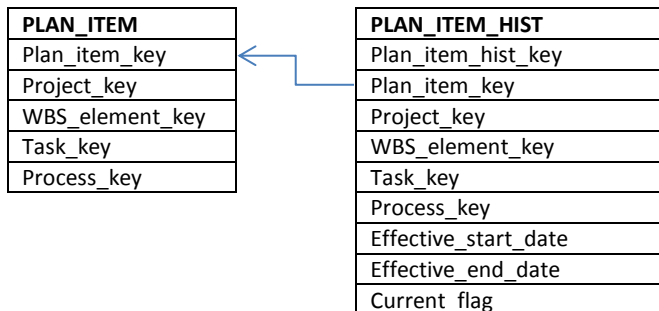 PLAN_ITEM
Plan_item_key
Project_key
WBS_element_key
Task_key
Process_key
PLAN_ITEM_HIST
Plan_item_hist_key
Plan_item_key
Project_key
WBS_element_key
Task_key
Process_key
Effective_start_date
Effective_end_date
Current_flag